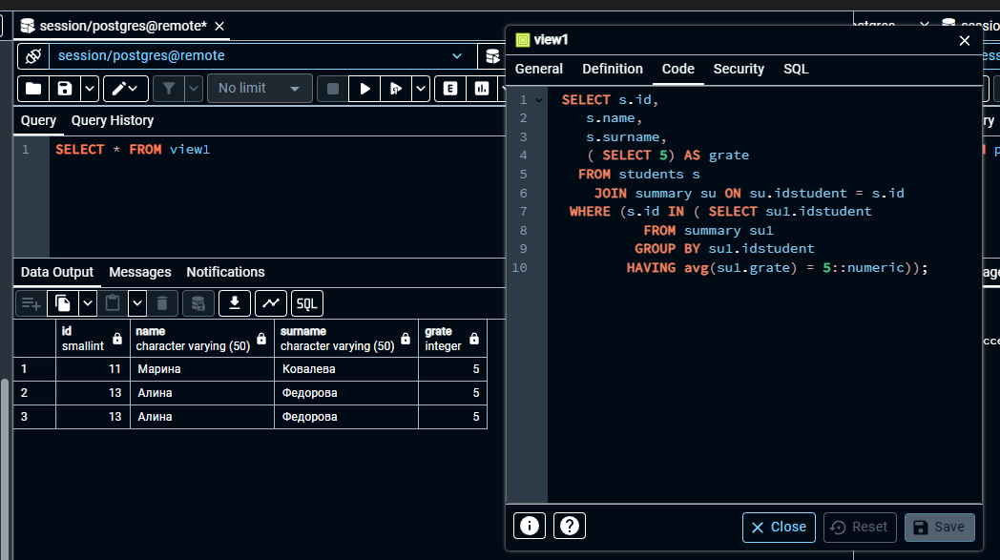 session/postgres@remote*
session/postgres@remote
No limit
E
Query Query History
1 SELECT * FROM view1
Data Output Messages Notifications
SQL
id
smallint
name
character varying (50)
surname
character varying (50)
grate
integer
1 11 Марина Ковалева 5
2 13 Алина Федорова 5
3 13 Алина Федорова 5
view1
General Definition Code Security SQL
1 SELECT s.id,
2 s.name,
3 s.surname,
4 ( SELECT 5) AS grate
5 FROM students s
6 JOIN summary su ON su.idstudent = s.id
7 WHERE (s.id IN ( SELECT su1.idstudent
8 FROM summary su1
9 GROUP BY su1.idstudent
10 HAVING avg(su1.grate) = 5::numeric));
Close Reset Save